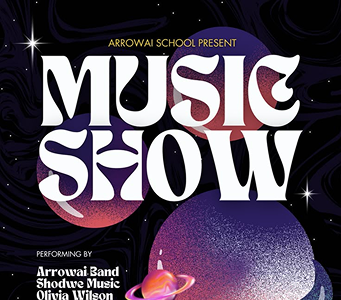 ARROWAI SCHOOL PRESENT
MUSIC
SHOW
PERFORMING BY
Arrowai Band
Shodwe Music
Olivia Wilson